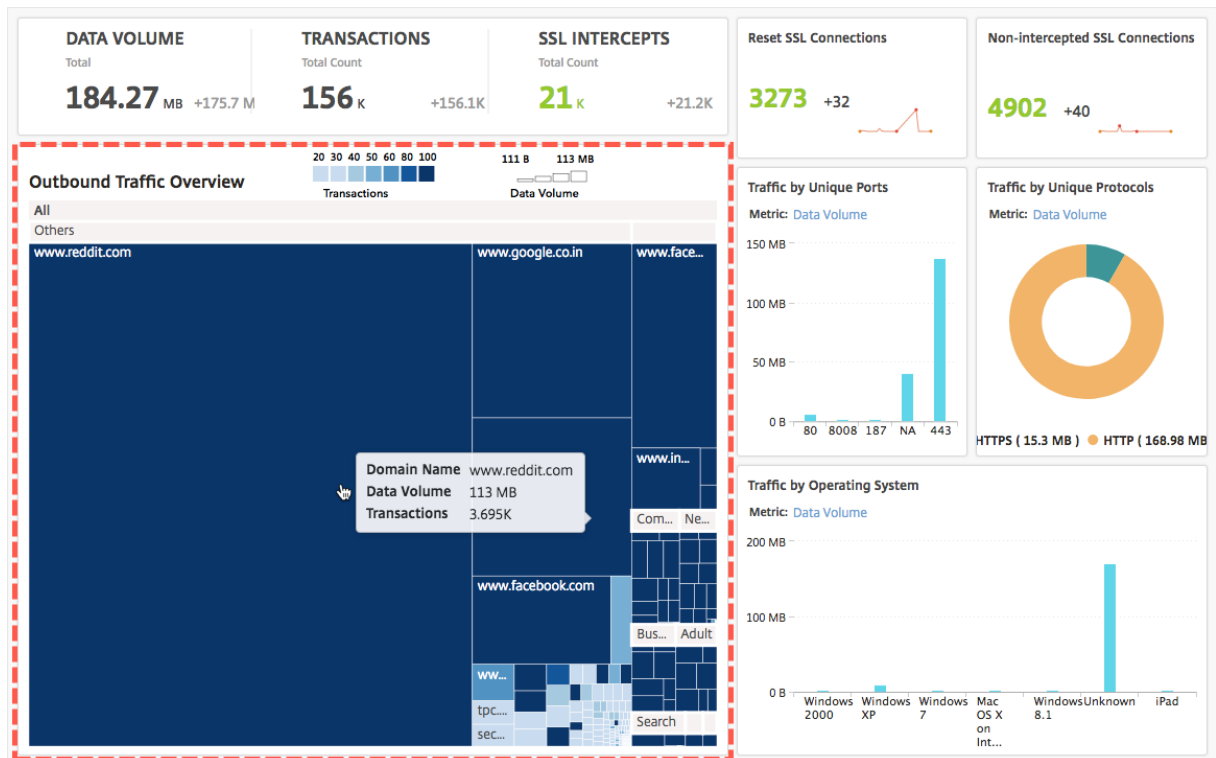 DATA VOLUME
Total
184.27 MB +175.7 M
TRANSACTIONS
Total Count
156 K +156.1K
SSL INTERCEPTS
Total Count
21 K +21.2K
Reset SSL Connections
3273 +32
Non-intercepted SSL Connections
4902 +40
Outbound Traffic Overview
20 30 40 50 60 80 100
Transactions
111 B 113 MB
Data Volume
All
Others
www.reddit.com
www.google.co.in
www.face...
www.in...
Domain Name www.reddit.com
Data Volume 113 MB
Transactions 3.695K
Com... Ne...
www.facebook.com
Bus... Adult
ww...
tpc....
sec...
Search
Traffic by Unique Ports
Metric: Data Volume
150 MB
100 MB
50 MB
0 B
80 8008 187 NA 443
Traffic by Unique Protocols
Metric: Data Volume
HTTPS ( 15.3 MB ) HTTP ( 168.98 MB
Traffic by Operating System
Metric: Data Volume
200 MB
100 MB
0 B
Windows 2000
Windows XP
Windows 7
Mac OS X on Int...
Windows 8.1
Unknown
iPad